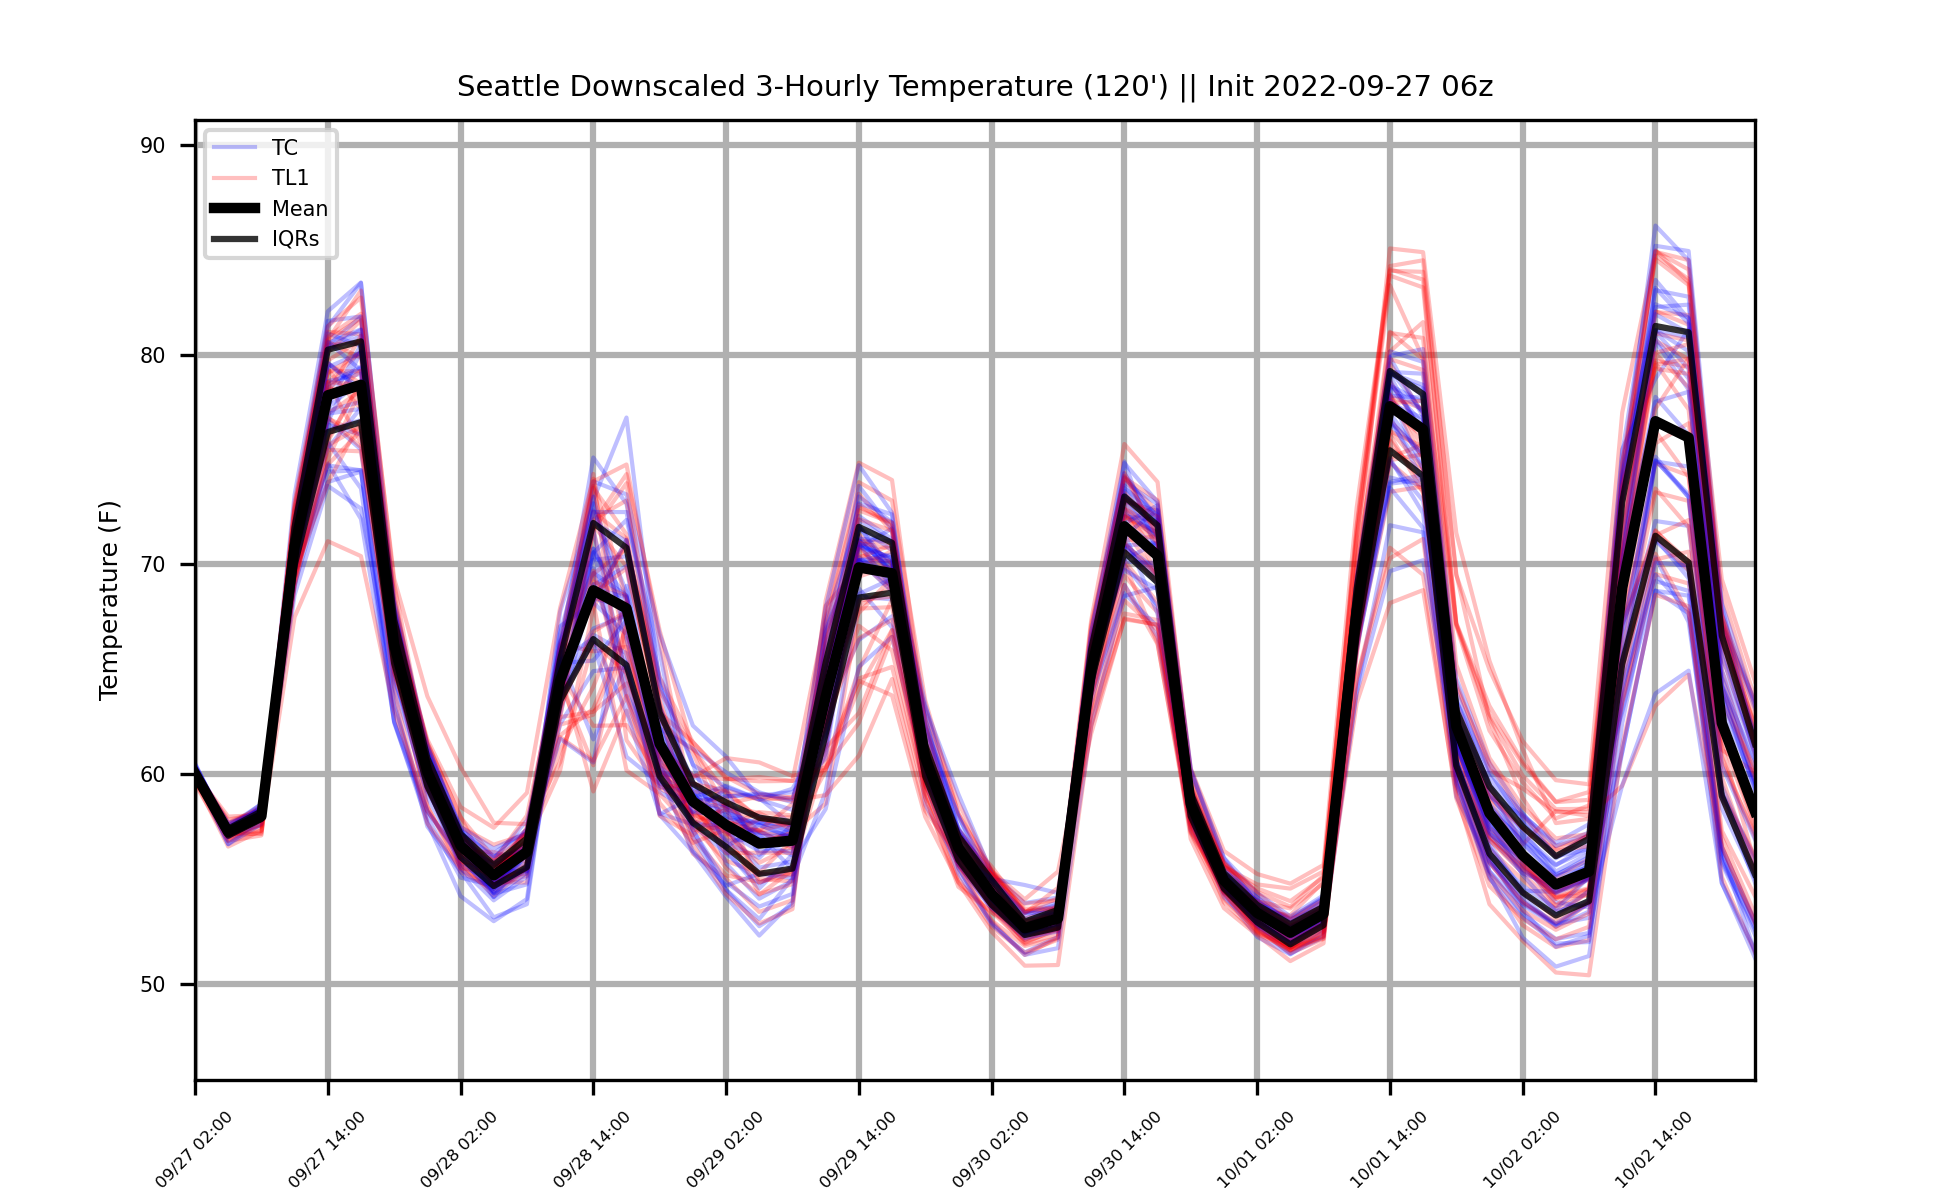 Seattle Downscaled 3-Hourly Temperature (120') || Init 2022-09-27 06z
TC
TL1
Mean
IQRs
Temperature (F)
90
80
70
60
50
09/27 02:00
09/27 14:00
09/28 02:00
09/28 14:00
09/29 02:00
09/29 14:00
09/30 02:00
09/30 14:00
10/01 02:00
10/01 14:00
10/02 02:00
10/02 14:00